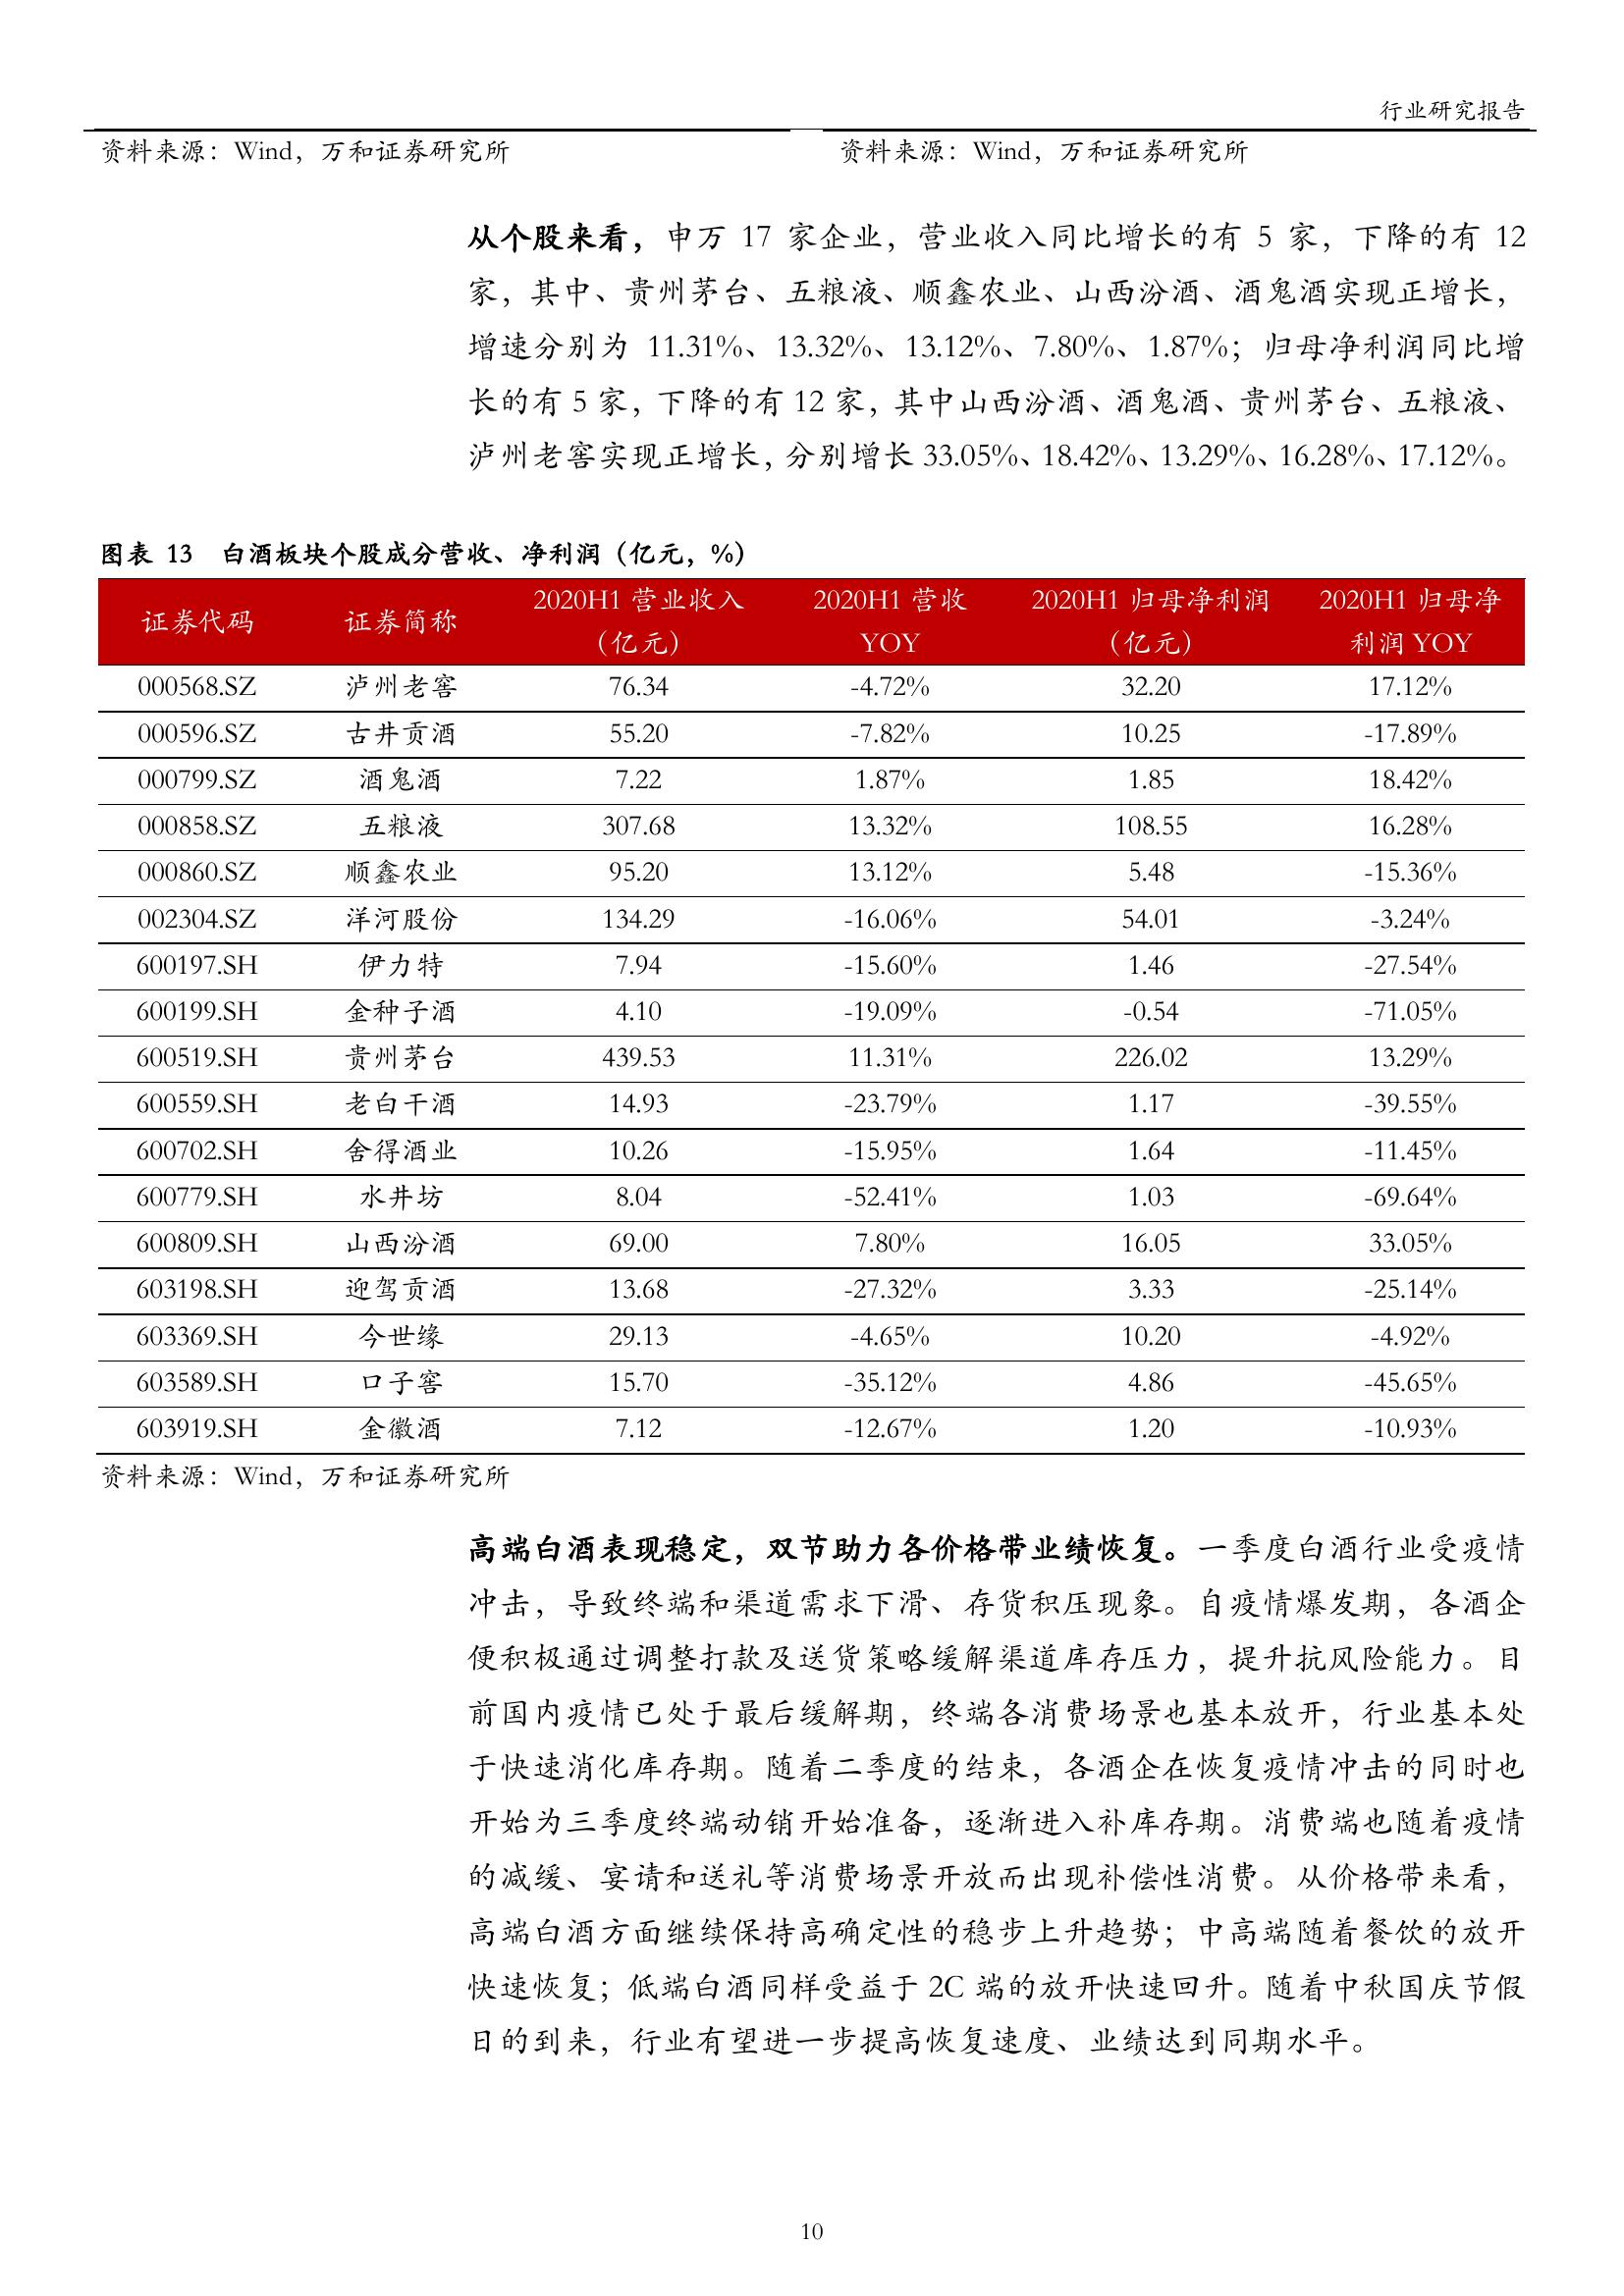 行业研究报告
资料来源：Wind，万和证券研究所 资料来源：Wind，万和证券研究所
从个股来看，申万 17 家企业，营业收入同比增长的有 5 家，下降的有 12
家，其中、贵州茅台、五粮液、顺鑫农业、山西汾酒、酒鬼酒实现正增长，
增速分别为 11.31%、13.32%、13.12%、7.80%、1.87%；归母净利润同比增
长的有 5 家，下降的有 12 家，其中山西汾酒、酒鬼酒、贵州茅台、五粮液、
泸州老窖实现正增长，分别增长 33.05%、18.42%、13.29%、16.28%、17.12%。
图表 13 白酒板块个股成分营收、净利润（亿元，%）
证券代码 证券简称 2020H1 营业收入（亿元） 2020H1 营收 YOY 2020H1 归母净利润（亿元） 2020H1 归母净利润 YOY
000568.SZ 泸州老窖 76.34 -4.72% 32.20 17.12%
000596.SZ 古井贡酒 55.20 -7.82% 10.25 -17.89%
000799.SZ 酒鬼酒 7.22 1.87% 1.85 18.42%
000858.SZ 五粮液 307.68 13.32% 108.55 16.28%
000860.SZ 顺鑫农业 95.20 13.12% 5.48 -15.36%
002304.SZ 洋河股份 134.29 -16.06% 54.01 -3.24%
600197.SH 伊力特 7.94 -15.60% 1.46 -27.54%
600199.SH 金种子酒 4.10 -19.09% -0.54 -71.05%
600519.SH 贵州茅台 439.53 11.31% 226.02 13.29%
600559.SH 老白干酒 14.93 -23.79% 1.17 -39.55%
600702.SH 舍得酒业 10.26 -15.95% 1.64 -11.45%
600779.SH 水井坊 8.04 -52.41% 1.03 -69.64%
600809.SH 山西汾酒 69.00 7.80% 16.05 33.05%
603198.SH 迎驾贡酒 13.68 -27.32% 3.33 -25.14%
603369.SH 今世缘 29.13 -4.65% 10.20 -4.92%
603589.SH 口子窖 15.70 -35.12% 4.86 -45.65%
603919.SH 金徽酒 7.12 -12.67% 1.20 -10.93%
资料来源：Wind，万和证券研究所
高端白酒表现稳定，双节助力各价格带业绩恢复。一季度白酒行业受疫情
冲击，导致终端和渠道需求下滑、存货积压现象。自疫情爆发期，各酒企
便积极通过调整打款及送货策略缓解渠道库存压力，提升抗风险能力。目
前国内疫情已处于最后缓解期，终端各消费场景也基本放开，行业基本处
于快速消化库存期。随着二季度的结束，各酒企在恢复疫情冲击的同时也
开始为三季度终端动销开始准备，逐渐进入补库存期。消费端也随着疫情
的减缓、宴请和送礼等消费场景开放而出现补偿性消费。从价格带来看，
高端白酒方面继续保持高确定性的稳步上升趋势；中高端随着餐饮的放开
快速恢复；低端白酒同样受益于 2C 端的放开快速回升。随着中秋国庆节假
日的到来，行业有望进一步提高恢复速度、业绩达到同期水平。
10